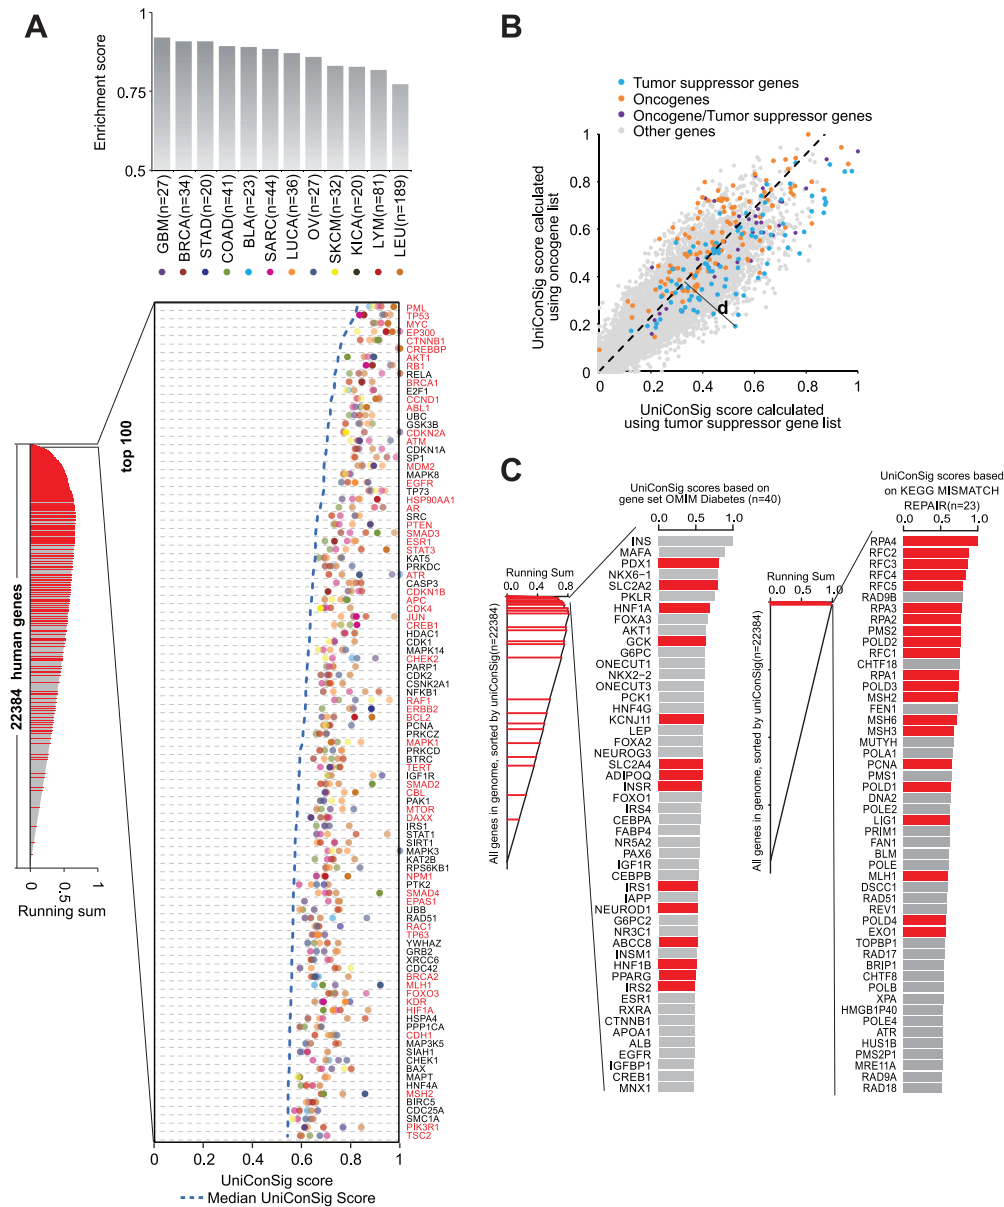 A
Enrichment score
1
0.75
0.5
GBM(n=27)
BRCA(n=34)
STAD(n=20)
COAD(n=41)
BLA(n=23)
SARC(n=44)
LUCA(n=36)
OV(n=27)
SKCM(n=32)
KICA(n=20)
LYM(n=81)
LEU(n=189)
22384 human genes
0
0.5
1
Running sum
top 100
PML
TP53
MYC
EP300
CTNNB1
CREBBP
AKT1
RB1
RELA
BRCA1
E2F1
CCND1
ABL1
UBC
GSK3B
CDKN2A
ATM
CDKN1A
SP1
MDM2
MAPK8
EGFR
TP73
HSP90AA1
AR
SRC
PTEN
SMAD3
ESR1
STAT3
KAT5
PRKDC
ATR
CASP3
CDKN1B
APC
CDK4
JUN
CREB1
HDAC1
CDK1
MAPK14
CHEK2
PARP1
CDK2
CSNK2A1
NFKB1
RAF1
ERBB2
BCL2
PCNA
PRKCZ
MAPK1
PRKCD
BTRC
TERT
IGF1R
SMAD2
CBL
PAK1
MTOR
DAXX
IRS1
STAT1
SIRT1
MAPK3
KAT2B
RPS6KB1
NPM1
PTK2
SMAD4
EPAS1
UBB
RAD51
RAC1
TP63
YWHAZ
GRB2
XRCC6
CDC42
BRCA2
MLH1
FOXO3
KDR
HIF1A
HSPA4
PPP1CA
CDH1
MAP3K5
SIAH1
CHEK1
BAX
MAPT
HNF4A
MSH2
BIRC5
CDC25A
SMC1A
PIK3R1
TSC2
0 0.2 0.4 0.6 0.8 1
UniConSig Score
Median UniConSig Score
B
Tumor suppressor genes
Oncogenes
Oncogene/Tumor suppressor genes
Other genes
UniConSig score calculated
using oncogene list
1
0.8
0.6
0.4
0.2
0
d
0 0.2 0.4 0.6 0.8 1
UniConSig score calculated
using tumor suppressor gene list
C
UniConSig scores based on
gene set OMIM Diabetes (n=40)
0.0 0.5 1.0
Running Sum
0.0 0.4 0.8
All genes in genome, sorted by uniConSig(n=22384)
INS
MAFA
PDX1
NKX6-1
SLC2A2
PKLR
HNF1A
FOXA3
AKT1
GCK
G6PC
ONECUT1
NKX2-2
ONECUT3
PCK1
HNF4G
KCNJ11
LEP
FOXA2
NEUROG3
SLC2A4
ADIPOQ
INSR
FOXO1
IRS4
CEBPA
FABP4
NR5A2
PAX6
IGF1R
CEBPB
IRS1
IAPP
NEUROD1
G6PC2
NR3C1
ABCC8
INSM1
HNF1B
PPARG
IRS2
ESR1
RXRA
CTNNB1
APOA1
ALB
EGFR
IGFBP1
CREB1
MNX1
UniConSig scores based
on KEGG MISMATCH
REPAIR(n=23)
0.0 0.5 1.0
Running Sum
0.0 0.5 1.0
All genes in genome, sorted by uniConSig(n=22384)
RPA4
RFC2
RFC3
RFC4
RFC5
RAD9B
RPA3
RPA2
PMS2
POLD2
RFC1
CHTF18
RPA1
POLD3
MSH2
FEN1
MSH6
MSH3
MUTYH
POLA1
PCNA
PMS1
POLD1
DNA2
POLE2
LIG1
PRIM1
FAN1
BLM
POLE
MLH1
DSCC1
RAD51
REV1
POLD4
EXO1
TOPBP1
RAD17
BRIP1
CHTF8
POLB
XPA
HMGB1P40
POLE4
ATR
HUS1B
PMS2P1
MRE11A
RAD9A
RAD18